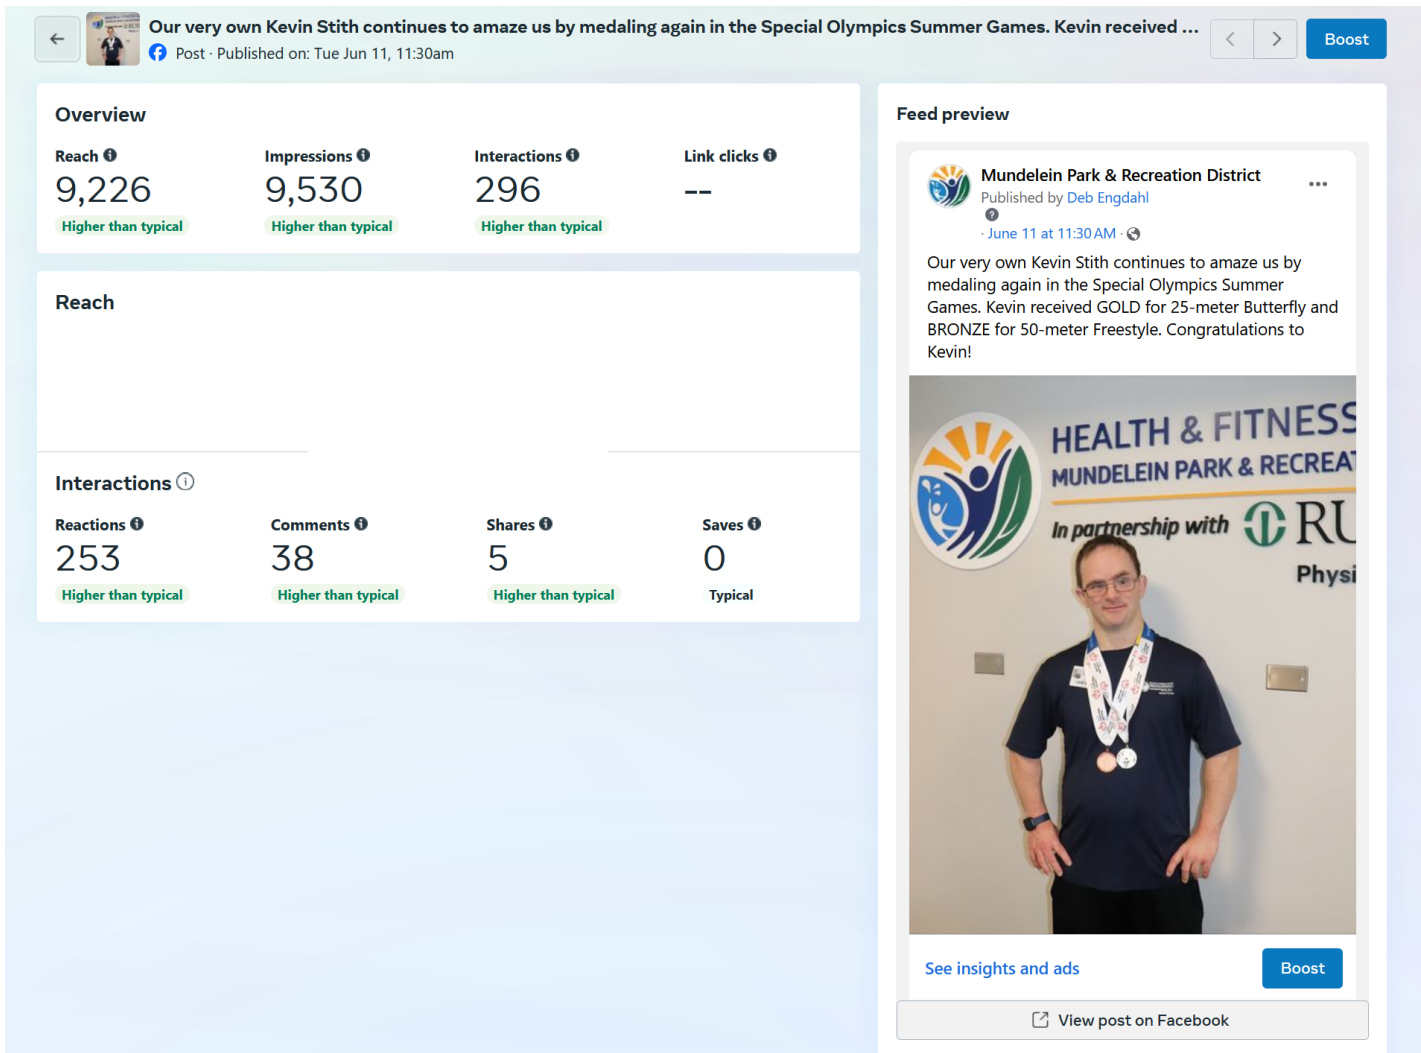 Our very own Kevin Stith continues to amaze us by medaling again in the Special Olympics Summer Games. Kevin received ...
Post · Published on: Tue Jun 11, 11:30am
Boost
Overview
Reach
Impressions
Interactions
Link clicks
9,226
9,530
296
--
Higher than typical
Higher than typical
Higher than typical
Reach
Interactions
Reactions
Comments
Shares
Saves
253
38
5
0
Higher than typical
Higher than typical
Higher than typical
Typical
Feed preview
Mundelein Park & Recreation District
Published by Deb Engdahl
· June 11 at 11:30 AM ·
Our very own Kevin Stith continues to amaze us by
medaling again in the Special Olympics Summer
Games. Kevin received GOLD for 25-meter Butterfly and
BRONZE for 50-meter Freestyle. Congratulations to
Kevin!
HEALTH & FITNESS
MUNDELEIN PARK & RECREAT
In partnership with RU
Physi
See insights and ads
Boost
View post on Facebook